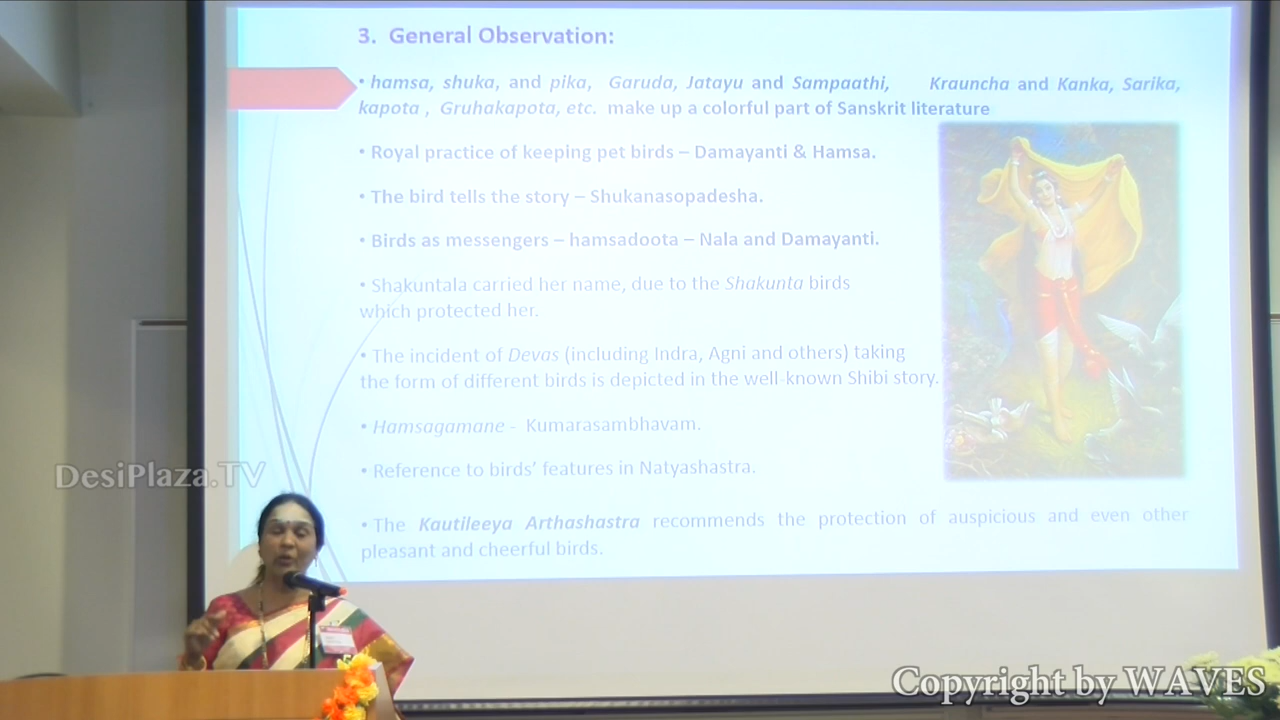 3. General Observation:
• hamsa, shuka, and pika, Garuda, Jatayu and Sampaathi, Krauncha and Kanka, Sarika,
kapota , Gruhakapota, etc. make up a colorful part of Sanskrit literature
• Royal practice of keeping pet birds – Damayanti & Hamsa.
• The bird tells the story – Shukanasopadesha.
• Birds as messengers – hamsadoota – Nala and Damayanti.
• Shakuntala carried her name, due to the Shakunta birds
which protected her.
• The incident of Devas (including Indra, Agni and others) taking
the form of different birds is depicted in the well-known Shibi story.
• Hamsagamane - Kumarasambhavam.
• Reference to birds’ features in Natyashastra.
• The Kautileeya Arthashastra recommends the protection of auspicious and even other
pleasant and cheerful birds.
DesiPlaza.TV
Copyright by WAVES